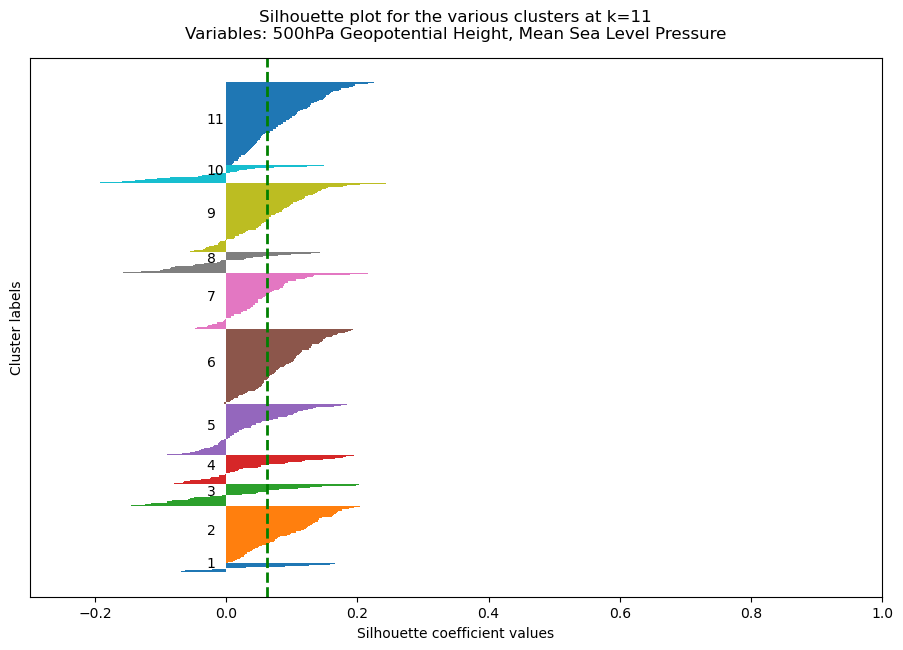 Silhouette plot for the various clusters at k=11
Variables: 500hPa Geopotential Height, Mean Sea Level Pressure
Cluster labels
11
10
9
8
7
6
5
4
3
2
1
−0.2 0.0 0.2 0.4 0.6 0.8 1.0
Silhouette coefficient values